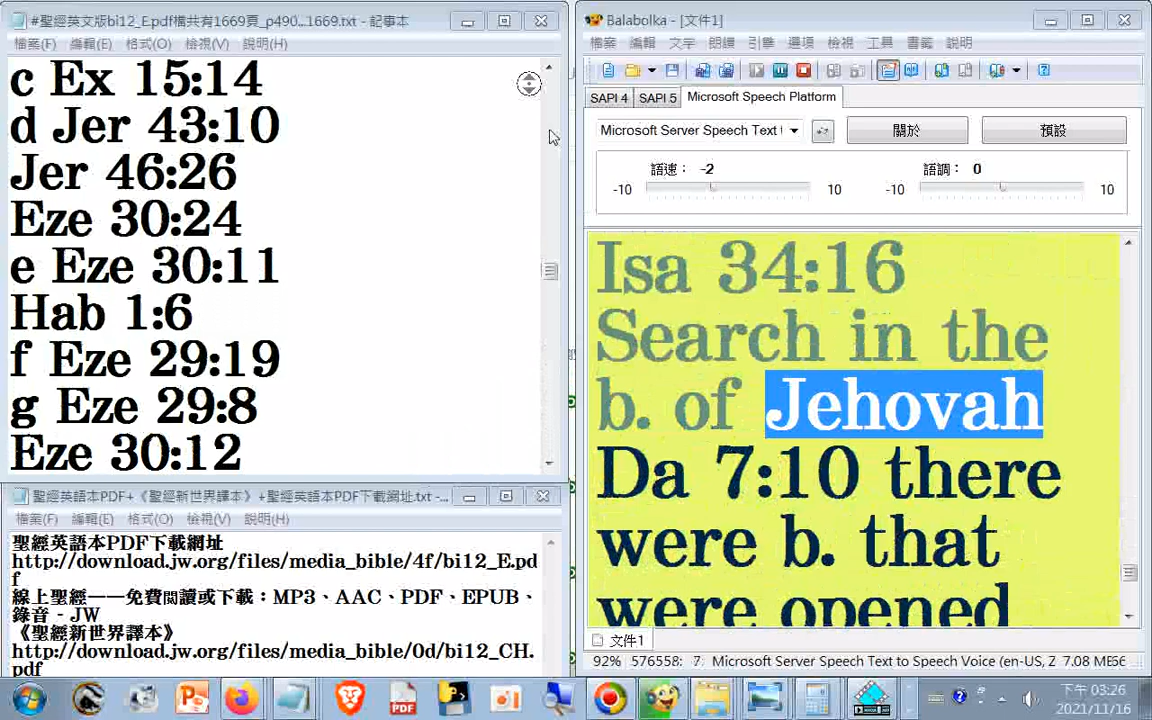 #聖經英文版bi12_E.pdf檔共有1669頁_p490...1669.txt - 記事本
檔案(F) 編輯(E) 格式(O) 檢視(V) 說明(H)
c Ex 15:14
d Jer 43:10
Jer 46:26
Eze 30:24
e Eze 30:11
Hab 1:6
f Eze 29:19
g Eze 29:8
Eze 30:12
聖經英語本PDF+《聖經新世界譯本》+聖經英語本PDF下載網址.txt - ...
檔案(F) 編輯(E) 格式(O) 檢視(V) 說明(H)
聖經英語本PDF下載網址
http://download.jw.org/files/media_bible/4f/bi12_E.pd
f
線上聖經——免費閱讀或下載：MP3、AAC、PDF、EPUB、
錄音 - JW
《聖經新世界譯本》
http://download.jw.org/files/media_bible/0d/bi12_CH.
pdf
Balabolka - [文件1]
檔案 編輯 文字 朗讀 引擎 選項 檢視 工具 書籤 說明
SAPI 4 SAPI 5 Microsoft Speech Platform
Microsoft Server Speech Text 關於 預設
語速： -2 語調： 0
-10 10 -10 10
Isa 34:16
Search in the
b. of Jehovah
Da 7:10 there
were b. that
were opened
文件1
92% 576558: 7 Microsoft Server Speech Text to Speech Voice (en-US, Z 7.08 ME
下午 03:26
2021/11/16